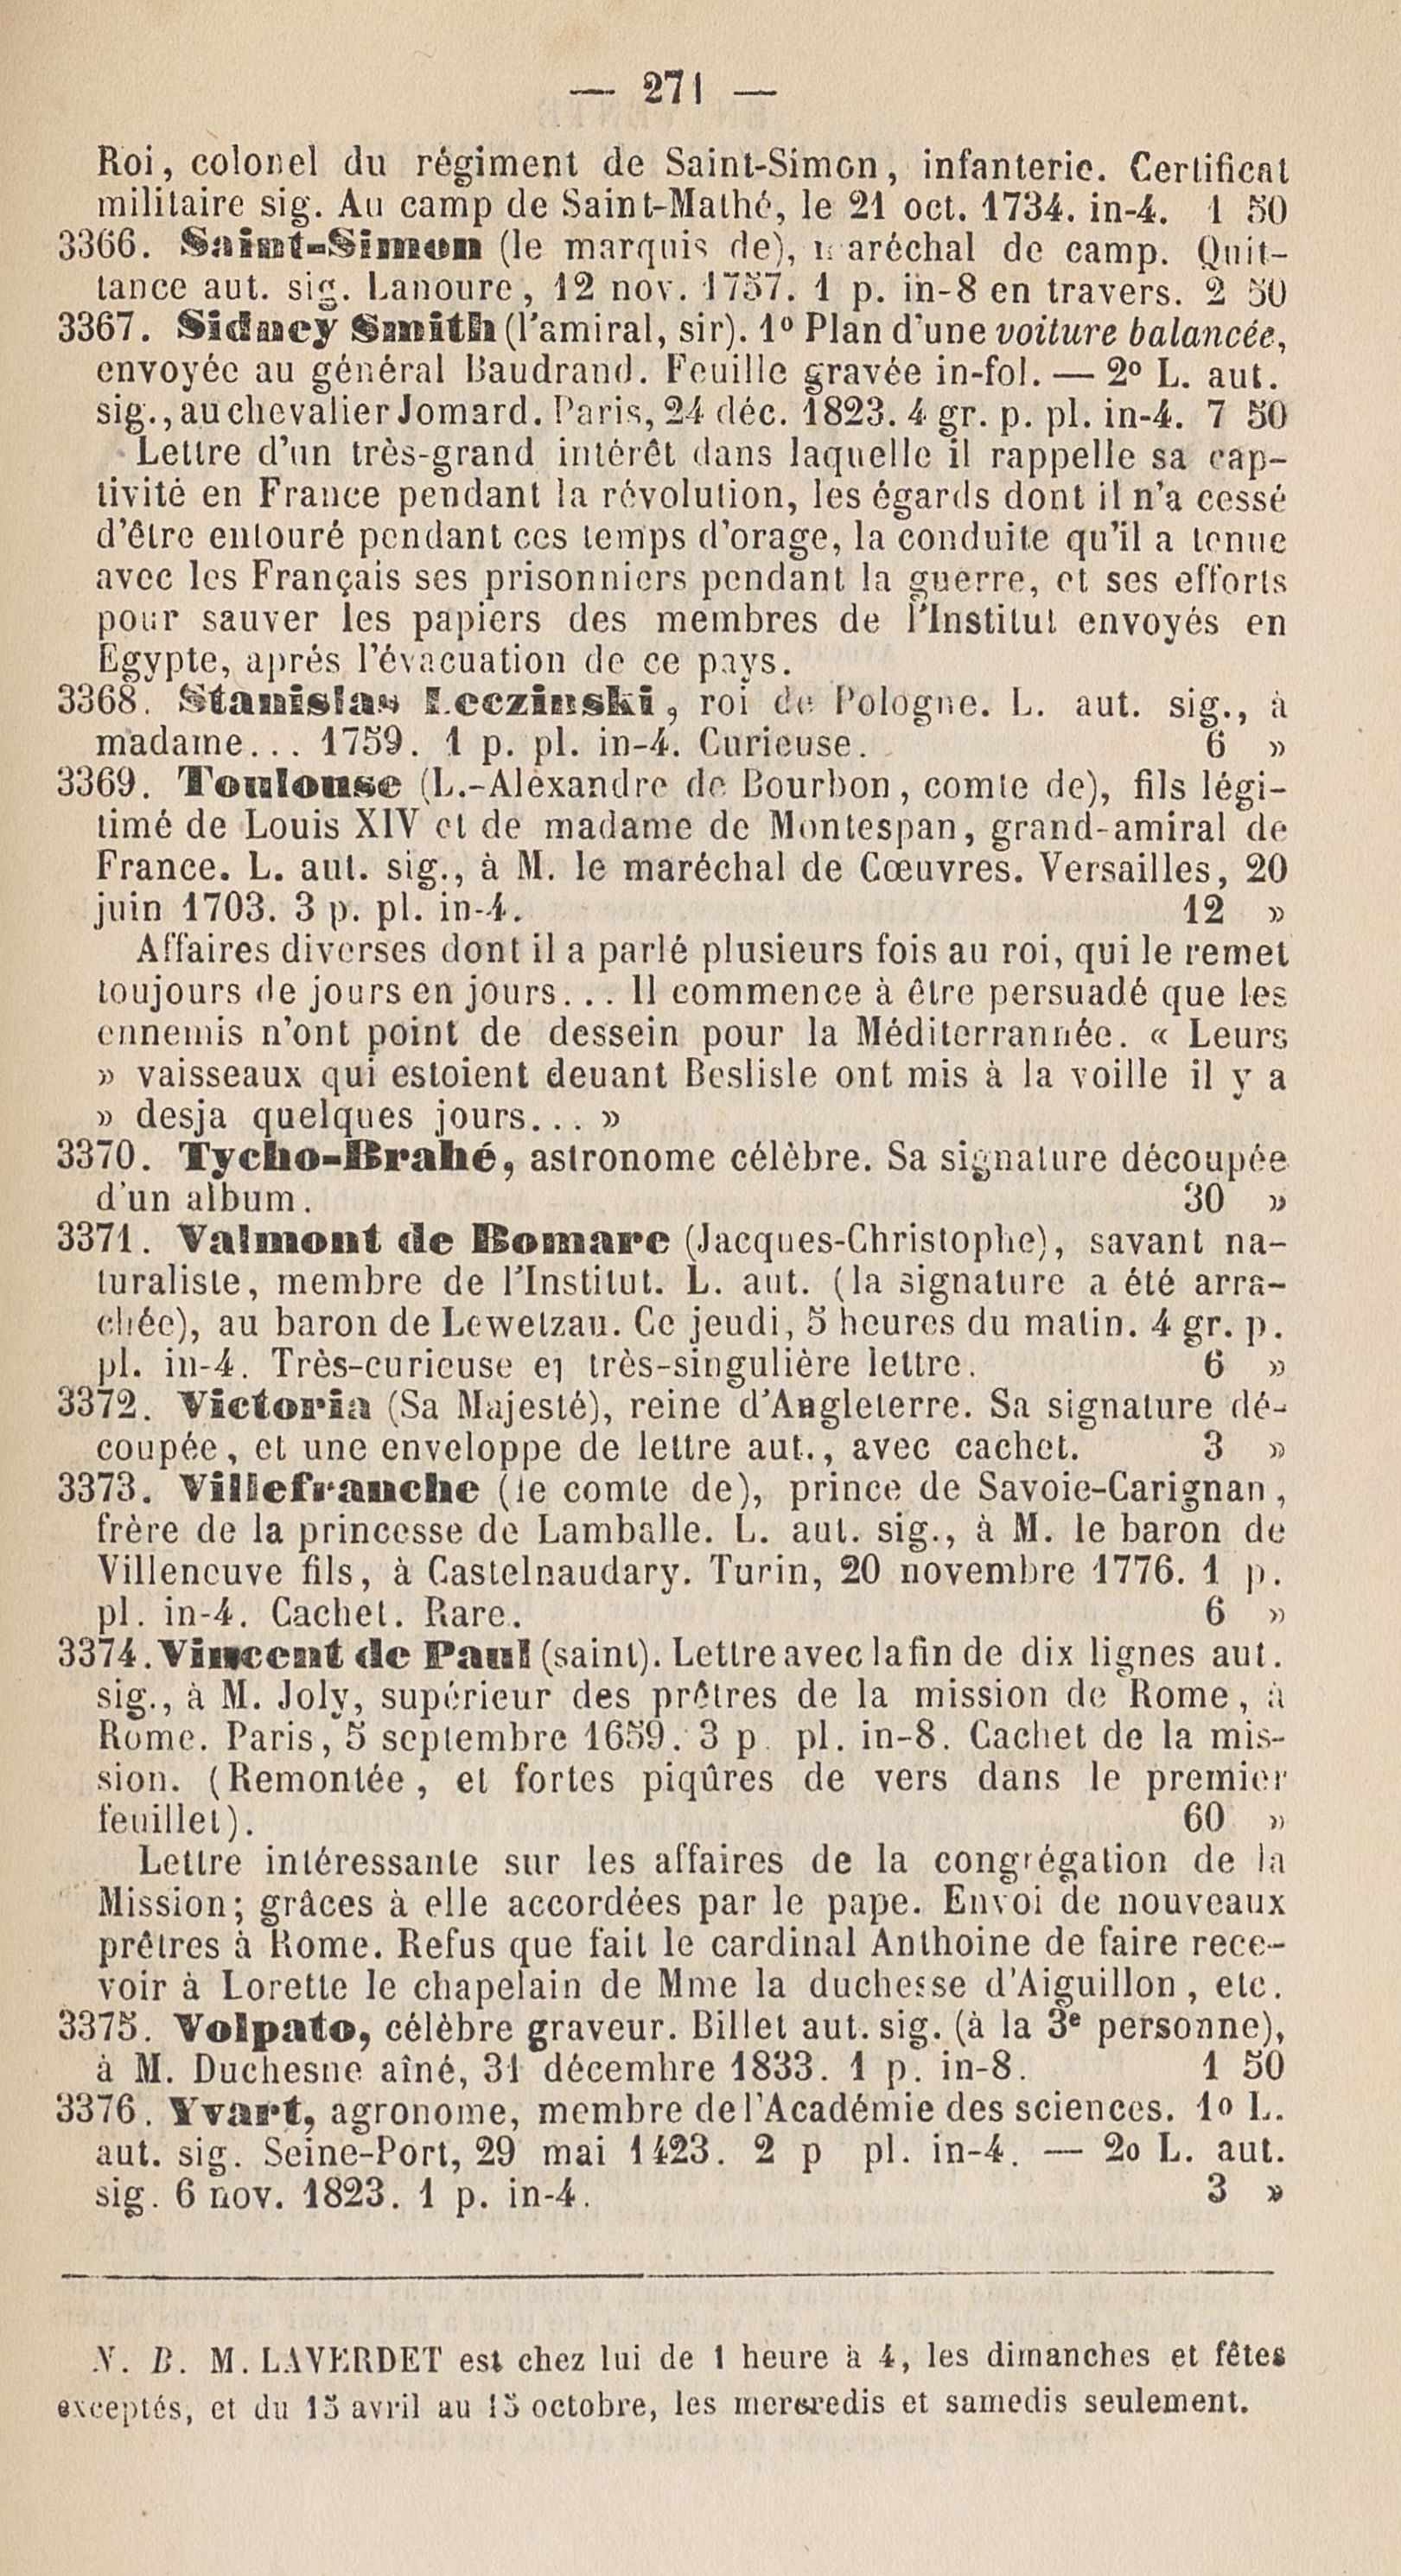 — 271 —
Roi, colonel du régiment de Saint-Simon, infanterie. Certificat
militaire sig. Au camp de Saint-Mathé, le 21 oct. 1734. in-4. 1 50
3366. Saint-Simon (le marquis de), maréchal de camp. Quit-
tance aut. sig. Lanoure, 12 nov. 1757. 1 p. in-8 en travers. 2 50
3367. Sidney Smith (l'amiral, sir). 1º Plan d'une voiture balancée,
envoyée au général Baudrand. Feuille gravée in-fol. — 2º L. aut.
sig., au chevalier Jomard. Paris, 24 déc. 1823. 4 gr. p. pl. in-4. 7 50
Lettre d'un très-grand intérêt dans laquelle il rappelle sa cap-
tivité en France pendant la révolution, les égards dont il n'a cessé
d'être entouré pendant ces temps d'orage, la conduite qu'il a tenue
avec les Français ses prisonniers pendant la guerre, et ses efforts
pour sauver les papiers des membres de l'Institut envoyés en
Egypte, aprés l'évacuation de ce pays.
3368. Stanislas Leczinski, roi de Pologne. L. aut. sig., à
madame... 1759. 1 p. pl. in-4. Curieuse. 6 »
3369. Toulouse (L.-Alexandre de Bourbon, comte de), fils légi-
timé de Louis XIV et de madame de Montespan, grand-amiral de
France. L. aut. sig., à M. le maréchal de Cœuvres. Versailles, 20
juin 1703. 3 p. pl. in-4. 12 »
Affaires diverses dont il a parlé plusieurs fois au roi, qui le remet
toujours de jours en jours... Il commence à être persuadé que les
ennemis n'ont point de dessein pour la Méditerrannée. « Leurs
» vaisseaux qui estoient deuant Beslisle ont mis à la voille il y a
» desja quelques jours... »
3370. Tycho-Brahé, astronome célèbre. Sa signature découpée
d'un album. 30 »
3371. Valmont de Bomare (Jacques-Christophe), savant na-
turaliste, membre de l'Institut. L. aut. (la signature a été arra-
chée), au baron de Lewetzau. Ce jeudi, 5 heures du matin. 4 gr. p.
pl. in-4. Très-curieuse et très-singulière lettre. 6 »
3372. Victoria (Sa Majesté), reine d'Angleterre. Sa signature dé-
coupée, et une enveloppe de lettre aut., avec cachet. 3 »
3373. Villefranche (le comte de), prince de Savoie-Carignan,
frère de la princesse de Lamballe. L. aut. sig., à M. le baron de
Villeneuve fils, à Castelnaudary. Turin, 20 novembre 1776. 1 p.
pl. in-4. Cachet. Rare. 6 »
3374. Vincent de Paul (saint). Lettre avec la fin de dix lignes aut.
sig., à M. Joly, supérieur des prêtres de la mission de Rome, à
Rome. Paris, 5 septembre 1659. 3 p. pl. in-8. Cachet de la mis-
sion. (Remontée, et fortes piqûres de vers dans le premier
feuillet). 60 »
Lettre intéressante sur les affaires de la congrégation de la
Mission; grâces à elle accordées par le pape. Envoi de nouveaux
prêtres à Rome. Refus que fait le cardinal Anthoine de faire rece-
voir à Lorette le chapelain de Mme la duchesse d'Aiguillon, etc.
3375. Volpato, célèbre graveur. Billet aut. sig. (à la 3e personne),
à M. Duchesne aîné, 31 décembre 1833. 1 p. in-8. 1 50
3376. Yvart, agronome, membre de l'Académie des sciences. 1o L.
aut. sig. Seine-Port, 29 mai 1423. 2 p pl. in-4. — 2o L. aut.
sig. 6 nov. 1823. 1 p. in-4. 3 »
N. B. M. LAVERDET est chez lui de 1 heure à 4, les dimanches et fêtes
exceptés, et du 15 avril au 15 octobre, les mercredis et samedis seulement.